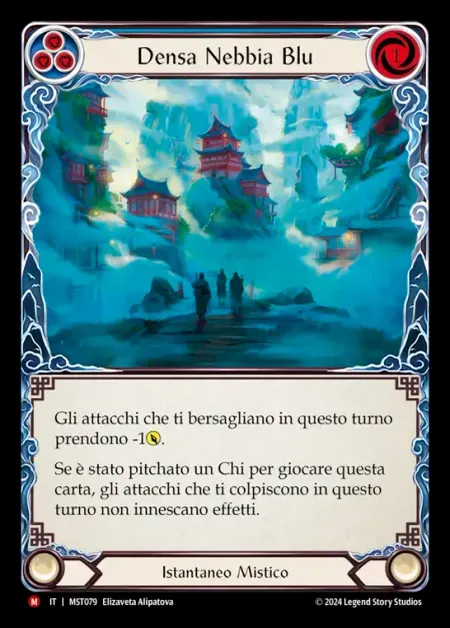 Densa Nebbia Blu
1
Gli attacchi che ti bersagliano in questo turno
prendono -1.
Se è stato pitchato un Chi per giocare questa
carta, gli attacchi che ti colpiscono in questo
turno non innescano effetti.
Istantaneo Mistico
M IT | MST079 Elizaveta Alipatova
© 2024 Legend Story Studios